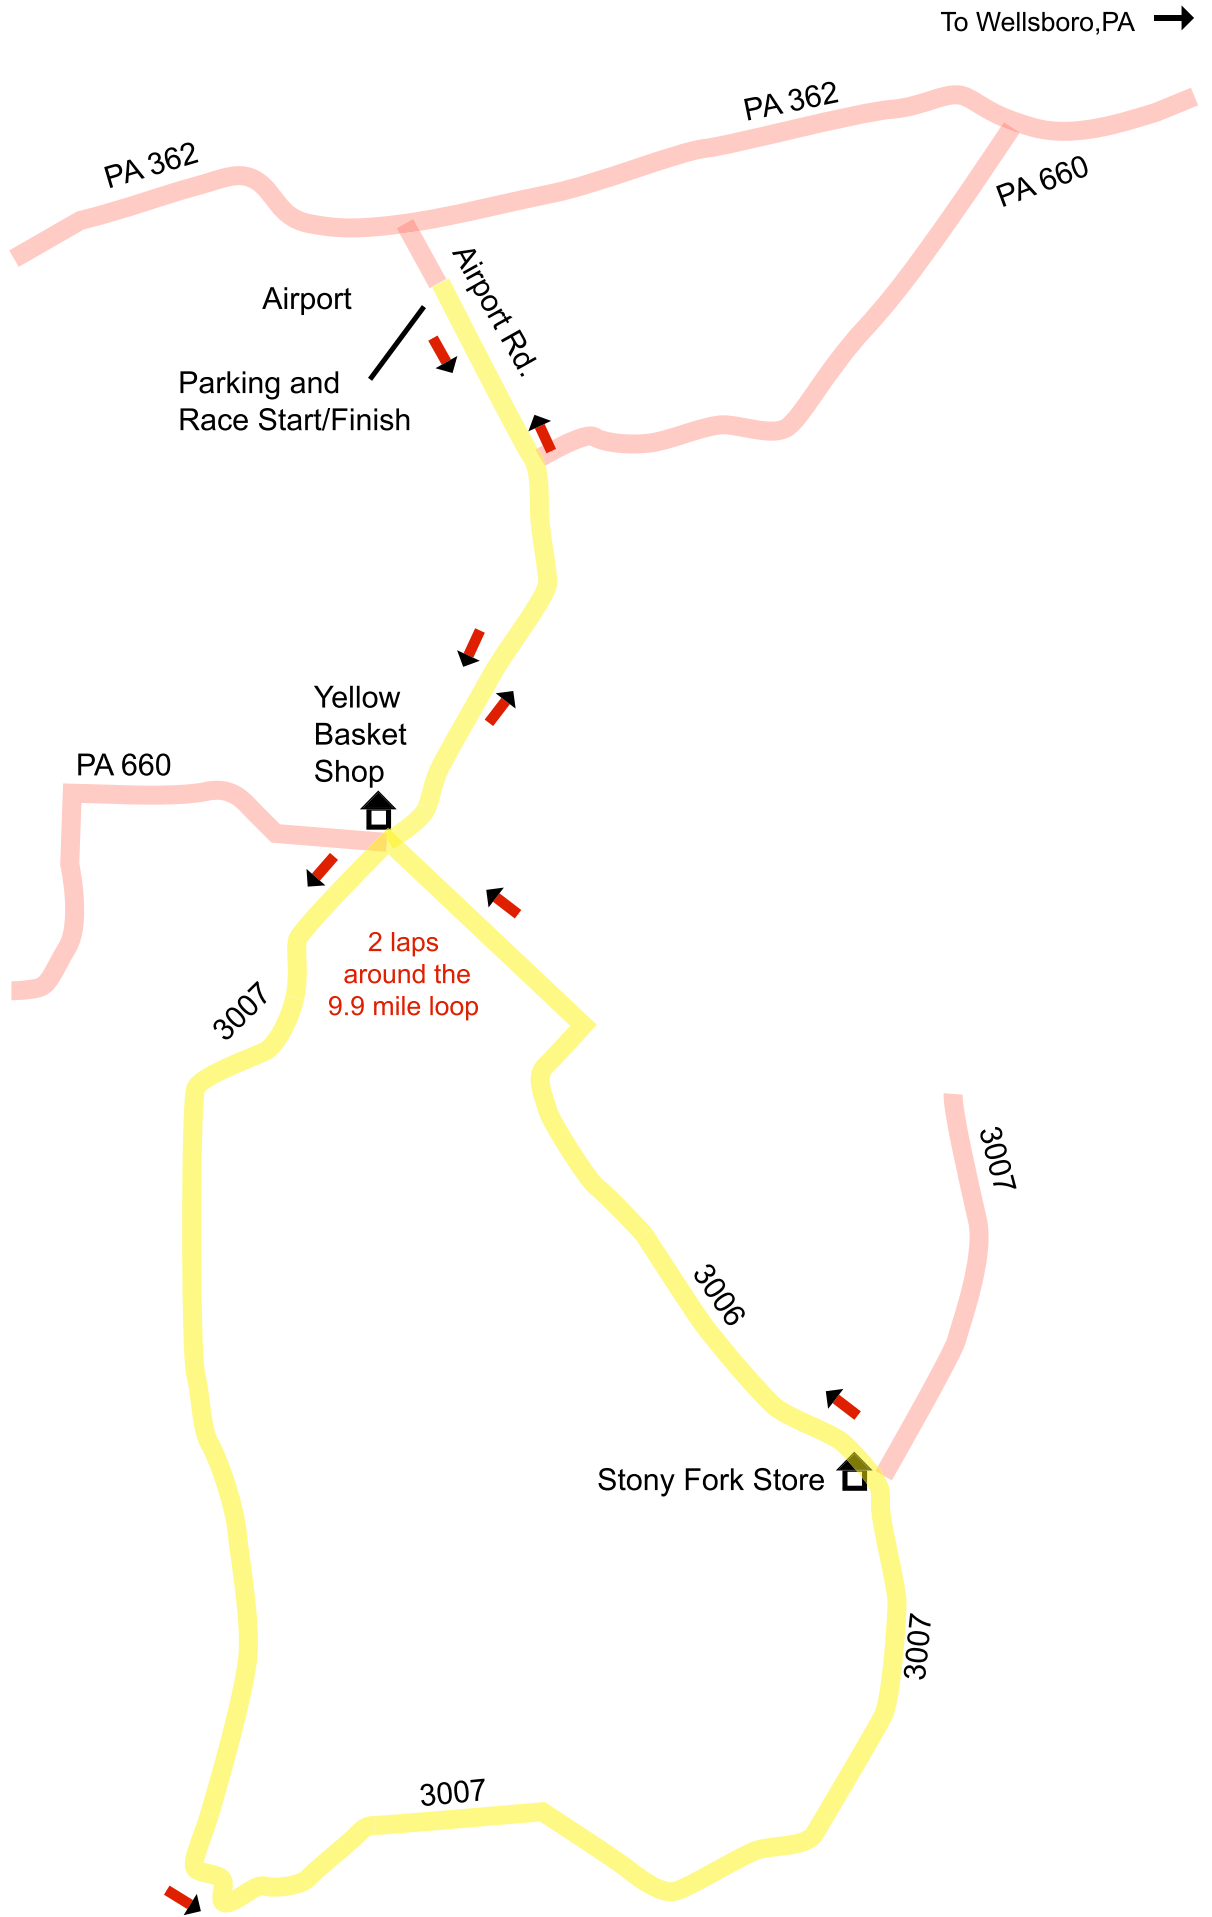 To Wellsboro,PA
PA 362
PA 362
PA 660
Airport Rd.
Airport
Parking and
Race Start/Finish
Yellow
Basket
Shop
PA 660
2 laps
around the
9.9 mile loop
3007
3007
3006
Stony Fork Store
3007
3007